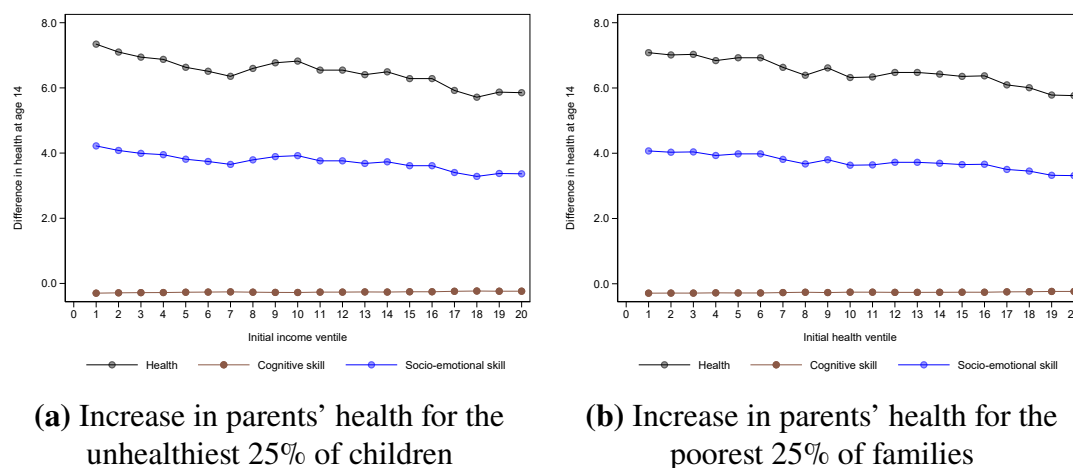 Difference in health at age 14
8.0
6.0
4.0
2.0
0.0
0 1 2 3 4 5 6 7 8 9 10 11 12 13 14 15 16 17 18 19 20
Initial income ventile
Health Cognitive skill Socio-emotional skill
(a) Increase in parents' health for the
unhealthiest 25% of children
Difference in health at age 14
8.0
6.0
4.0
2.0
0.0
0 1 2 3 4 5 6 7 8 9 10 11 12 13 14 15 16 17 18 19
Initial health ventile
Health Cognitive skill Socio-emotional skill
(b) Increase in parents' health for the
poorest 25% of families